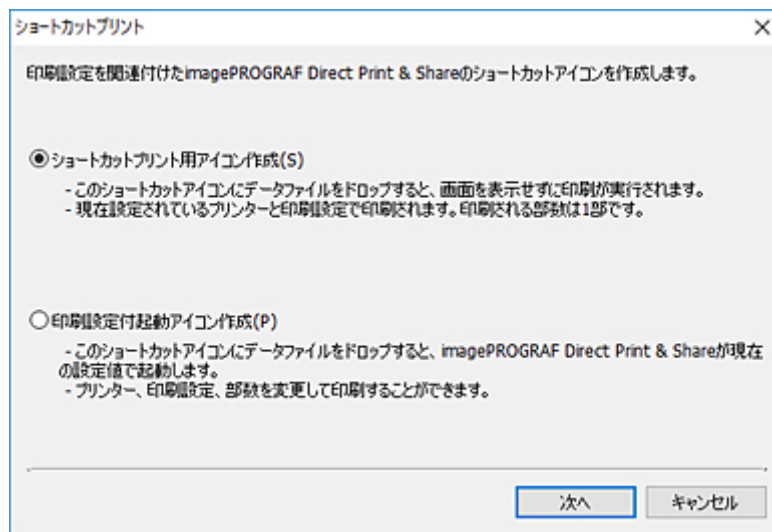 ショートカットプリント
印刷設定を関連付けたimagePROGRAF Direct Print & Shareのショートカットアイコンを作成します。
ショートカットプリント用アイコン作成(S)
- このショートカットアイコンにデータファイルをドロップすると、画面を表示せずに印刷が実行されます。
- 現在設定されているプリンターと印刷設定で印刷されます。印刷される部数は1部です。
印刷設定付起動アイコン作成(P)
- このショートカットアイコンにデータファイルをドロップすると、imagePROGRAF Direct Print & Shareが現在
の設定値で起動します。
- プリンター、印刷設定、部数を変更して印刷することができます。
次へ
キャンセル